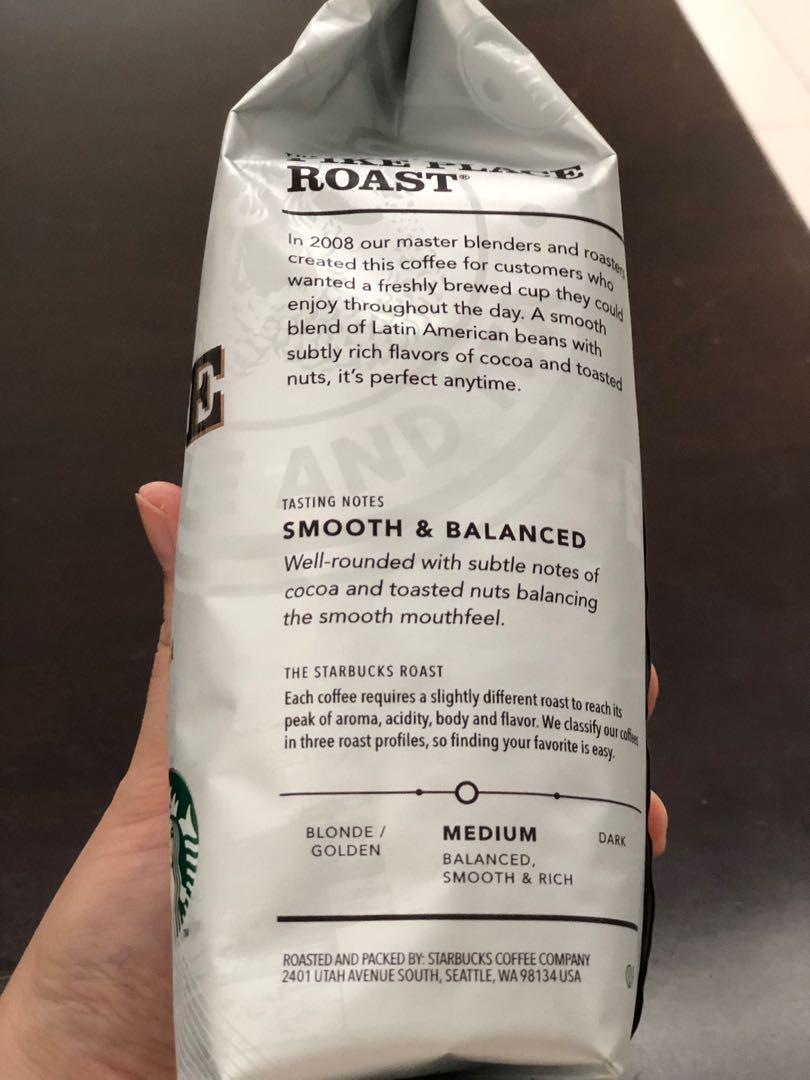 PIKE PLACE
ROAST®
In 2008 our master blenders and roasters
created this coffee for customers who
wanted a freshly brewed cup they could
enjoy throughout the day. A smooth
blend of Latin American beans with
subtly rich flavors of cocoa and toasted
nuts, it's perfect anytime.
E
AND
TASTING NOTES
SMOOTH & BALANCED
Well-rounded with subtle notes of
cocoa and toasted nuts balancing
the smooth mouthfeel.
THE STARBUCKS ROAST
Each coffee requires a slightly different roast to reach its
peak of aroma, acidity, body and flavor. We classify our coffees
in three roast profiles, so finding your favorite is easy.
BLONDE /
GOLDEN
MEDIUM
BALANCED,
SMOOTH & RICH
DARK
ROASTED AND PACKED BY: STARBUCKS COFFEE COMPANY
2401 UTAH AVENUE SOUTH, SEATTLE, WA 98134 USA